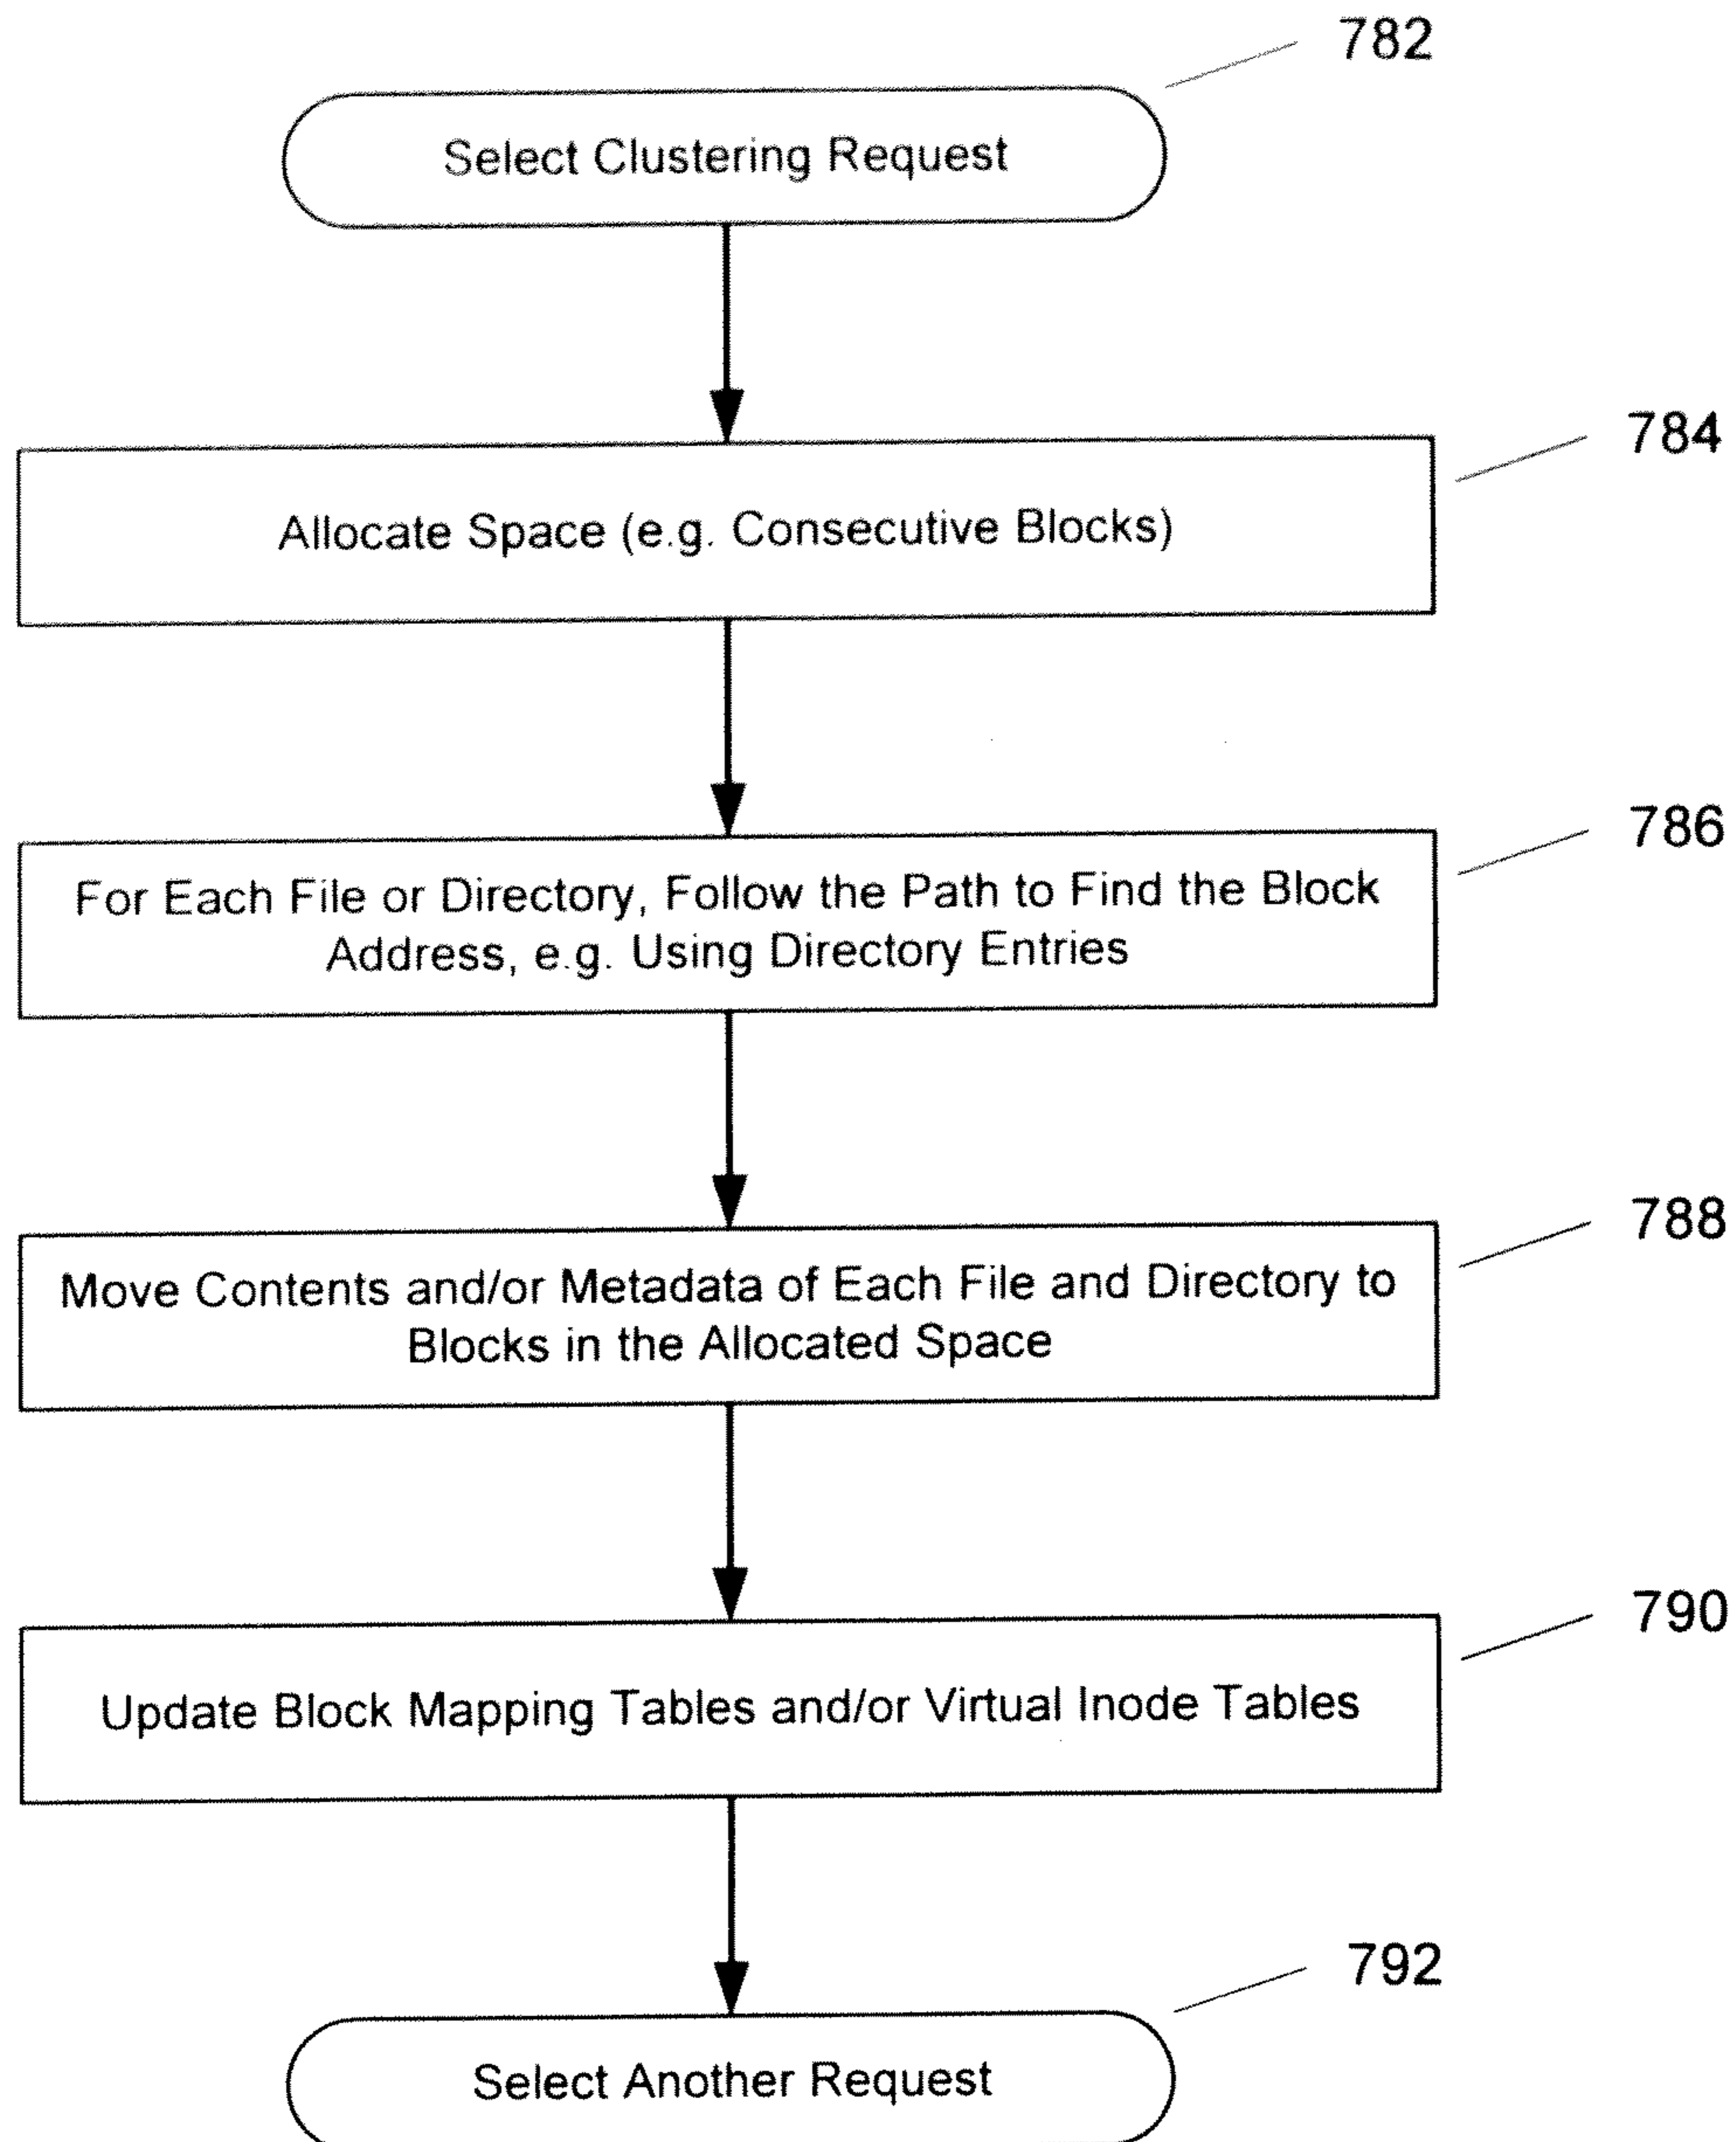 782
Select Clustering Request
784
Allocate Space (e.g. Consecutive Blocks)
786
For Each File or Directory, Follow the Path to Find the Block
Address, e.g. Using Directory Entries
788
Move Contents and/or Metadata of Each File and Directory to
Blocks in the Allocated Space
790
Update Block Mapping Tables and/or Virtual Inode Tables
792
Select Another Request